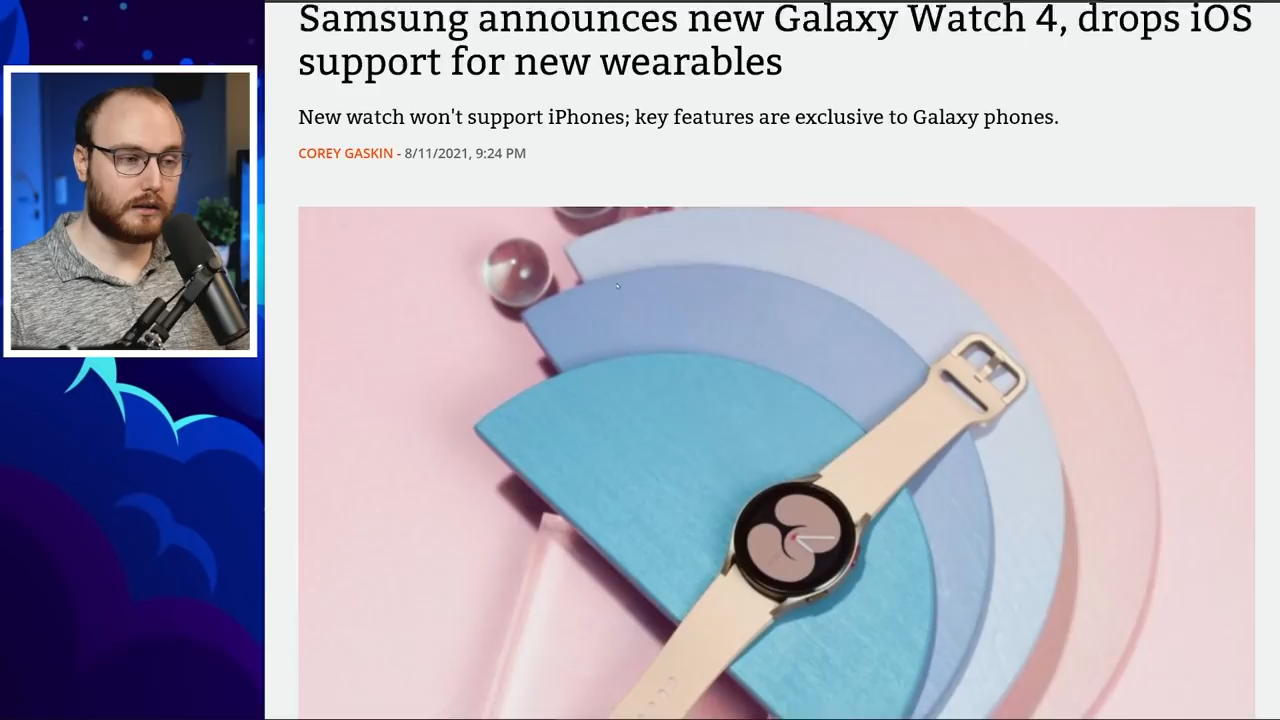 Samsung announces new Galaxy Watch 4, drops iOS
support for new wearables
New watch won't support iPhones; key features are exclusive to Galaxy phones.
COREY GASKIN - 8/11/2021, 9:24 PM